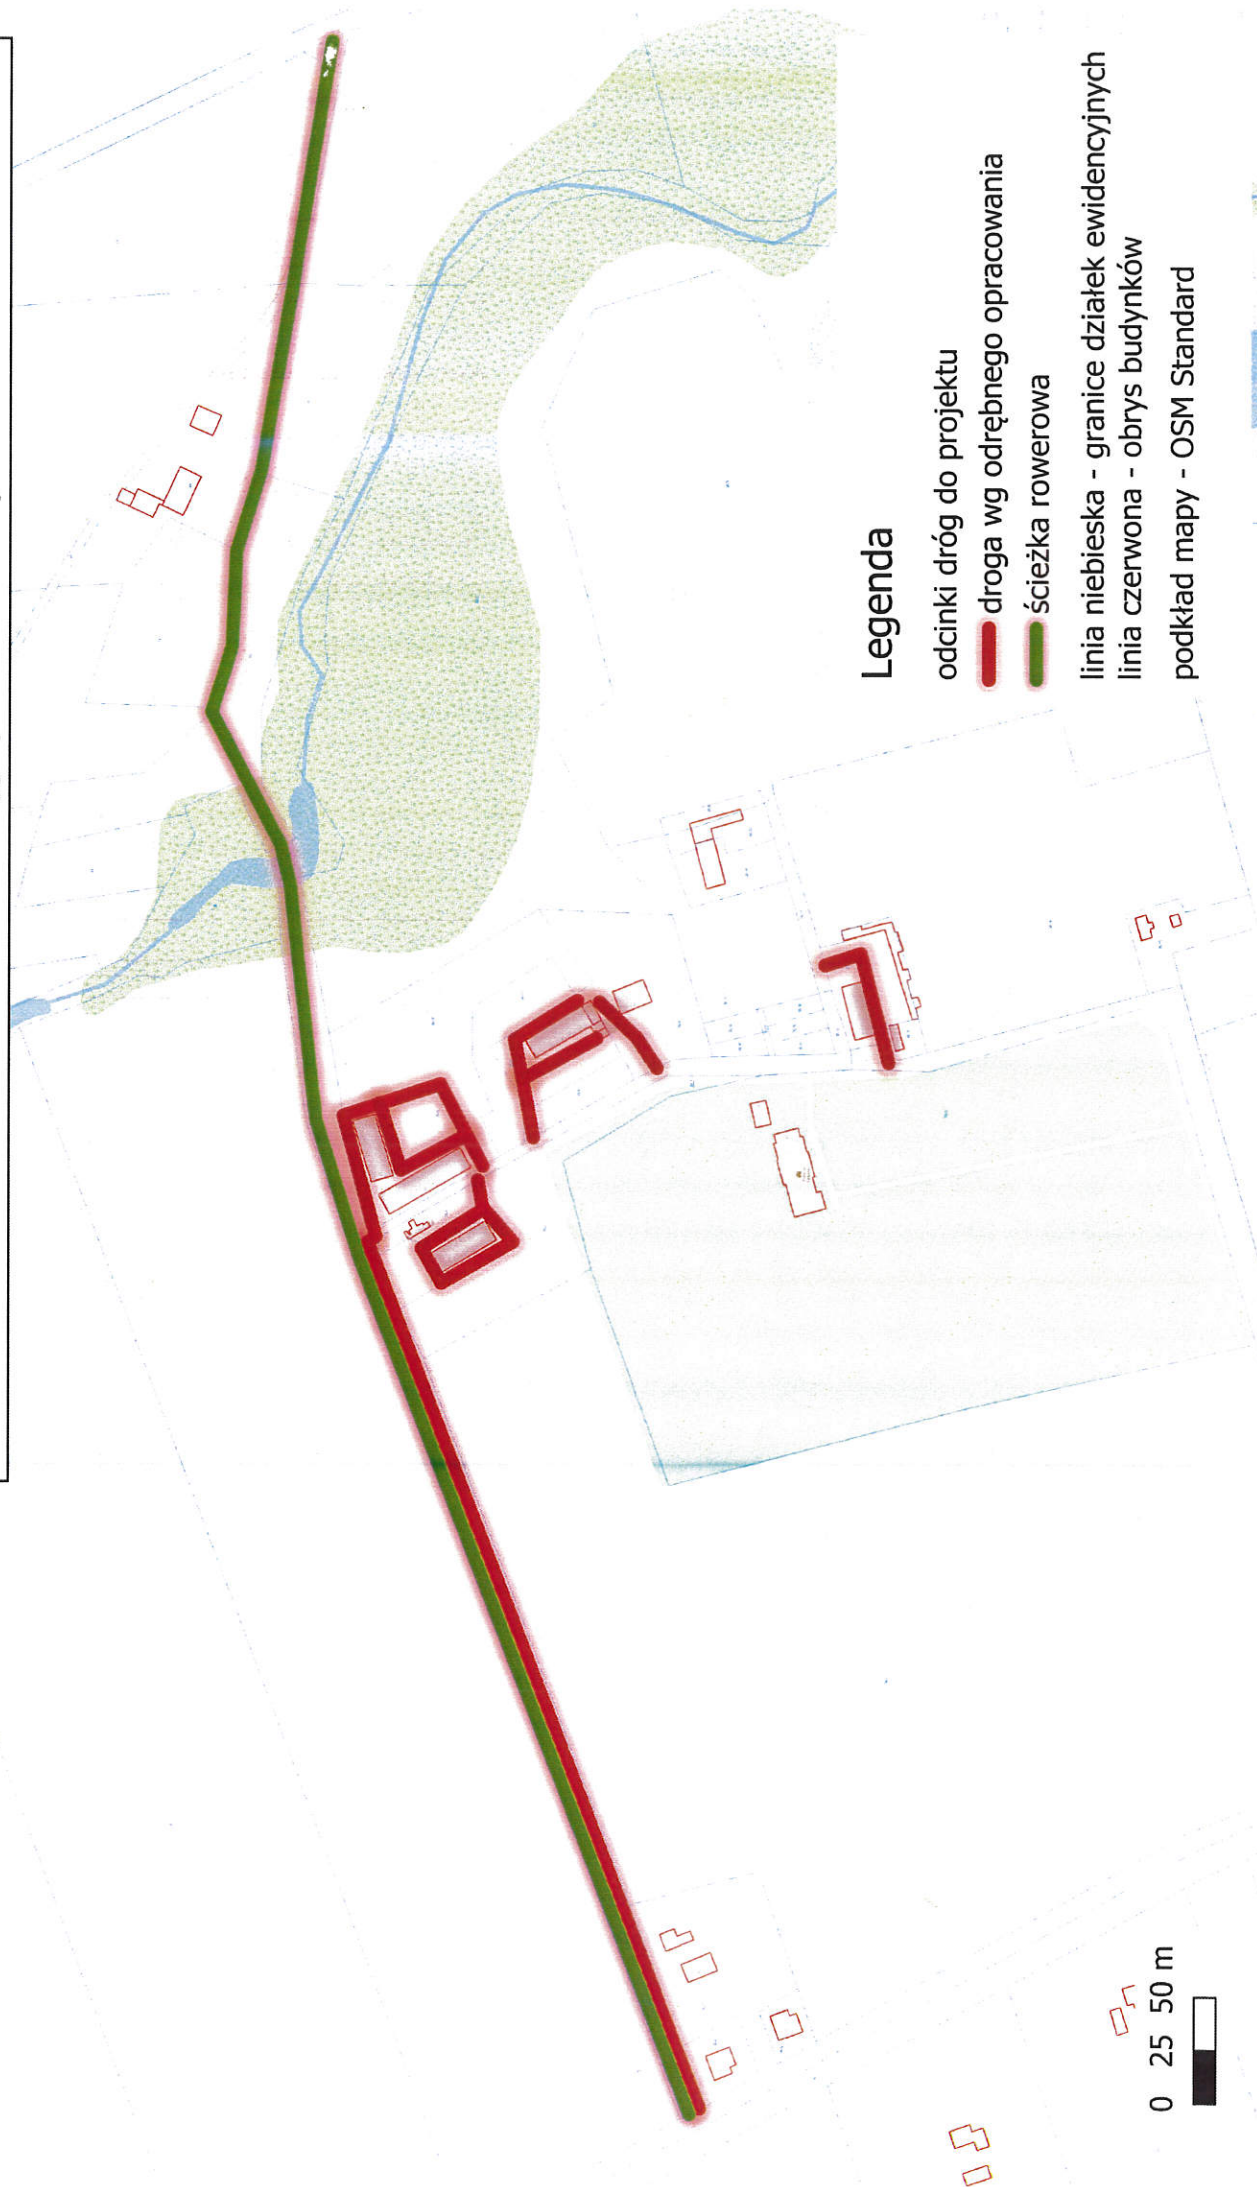 Legenda
odcinki dróg do projektu
droga wg odrębnego opracowania
ścieżka rowerowa
linia niebieska - granice działek ewidencyjnych
linia czerwona - obrys budynków
podkład mapy - OSM Standard
0 25 50 m